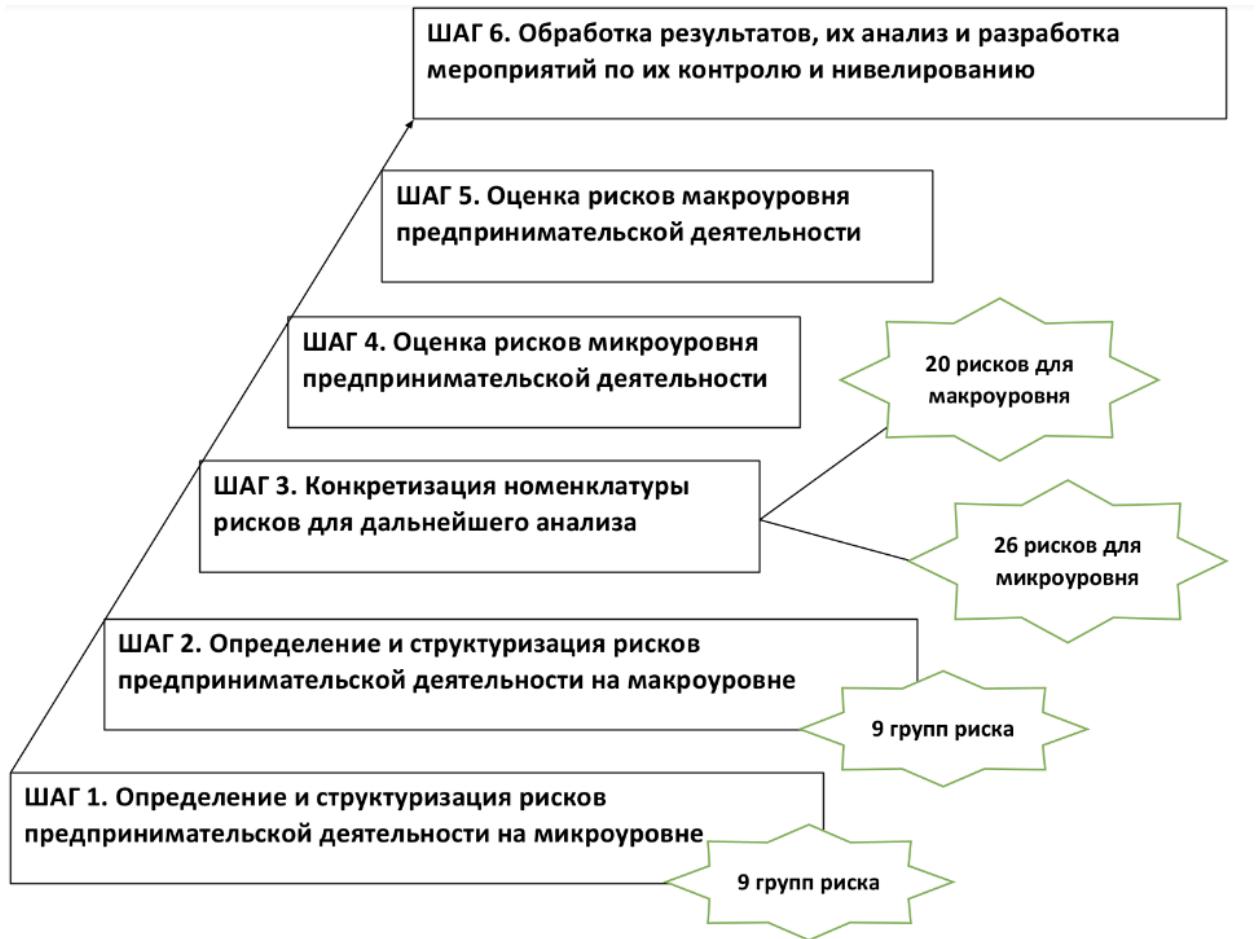 ШАГ 6. Обработка результатов, их анализ и разработка
мероприятий по их контролю и нивелированию
ШАГ 5. Оценка рисков макроуровня
предпринимательской деятельности
ШАГ 4. Оценка рисков микроуровня
предпринимательской деятельности
20 рисков для
макроуровня
ШАГ 3. Конкретизация номенклатуры
рисков для дальнейшего анализа
26 рисков для
микроуровня
ШАГ 2. Определение и структуризация рисков
предпринимательской деятельности на макроуровне
9 групп риска
ШАГ 1. Определение и структуризация рисков
предпринимательской деятельности на микроуровне
9 групп риска